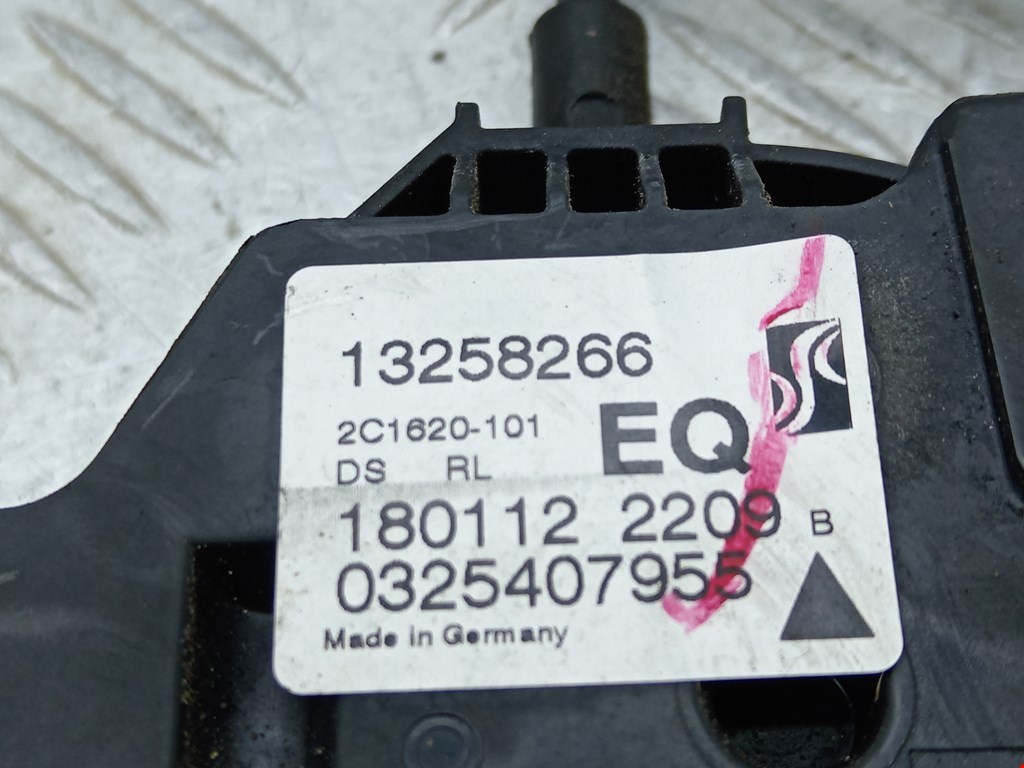 13258266
2C1620-101
EQ
DS RL
180112 2209 B
0325407955
Made in Germany